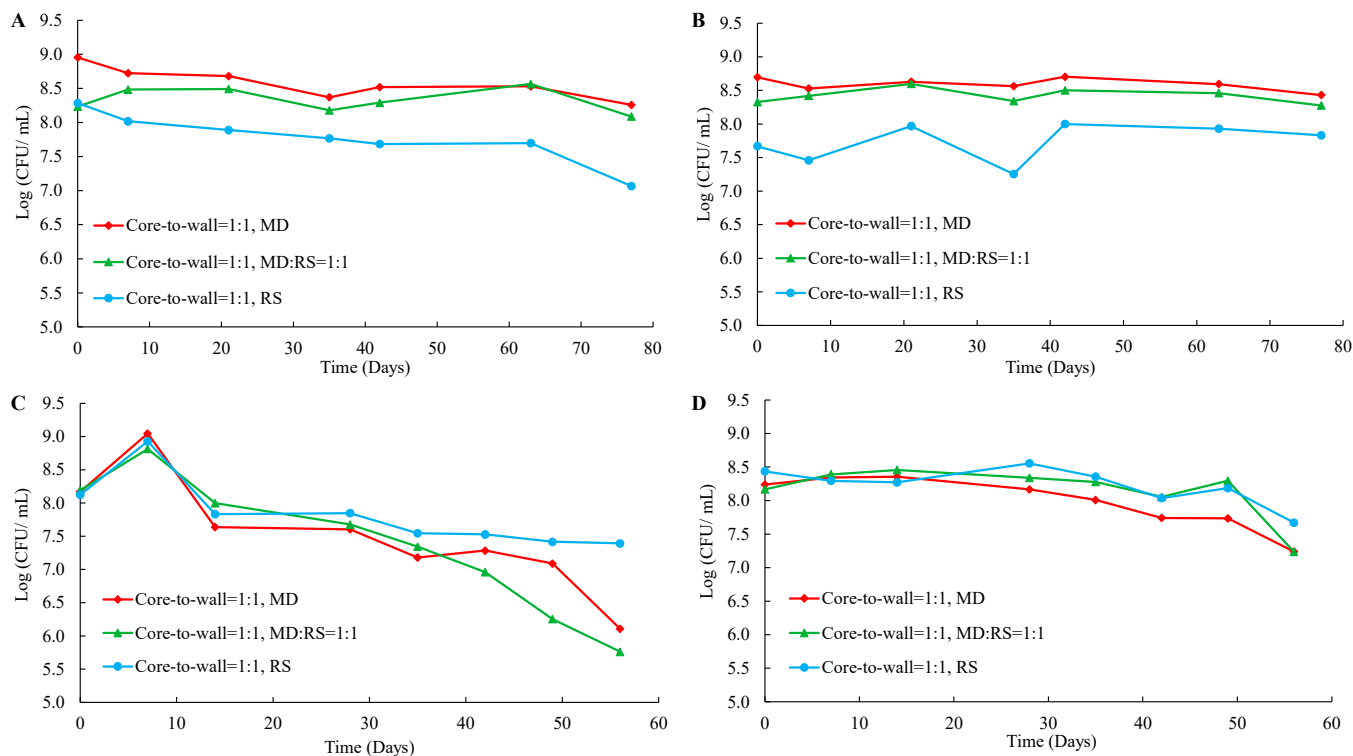 A
9.5
9.0
8.5
8.0
7.5
7.0
6.5
6.0
5.5
5.0
Log (CFU/ mL)
Core-to-wall=1:1, MD
Core-to-wall=1:1, MD:RS=1:1
Core-to-wall=1:1, RS
0 10 20 30 40 50 60 70 80
Time (Days)
B
9.5
9.0
8.5
8.0
7.5
7.0
6.5
6.0
5.5
5.0
Log (CFU/ mL)
Core-to-wall=1:1, MD
Core-to-wall=1:1, MD:RS=1:1
Core-to-wall=1:1, RS
0 10 20 30 40 50 60 70 80
Time (Days)
C
9.5
9.0
8.5
8.0
7.5
7.0
6.5
6.0
5.5
5.0
Log (CFU/ mL)
Core-to-wall=1:1, MD
Core-to-wall=1:1, MD:RS=1:1
Core-to-wall=1:1, RS
0 10 20 30 40 50 60
Time (Days)
D
9.5
9.0
8.5
8.0
7.5
7.0
6.5
6.0
5.5
5.0
Log (CFU/ mL)
Core-to-wall=1:1, MD
Core-to-wall=1:1, MD:RS=1:1
Core-to-wall=1:1, RS
0 10 20 30 40 50 60
Time (Days)